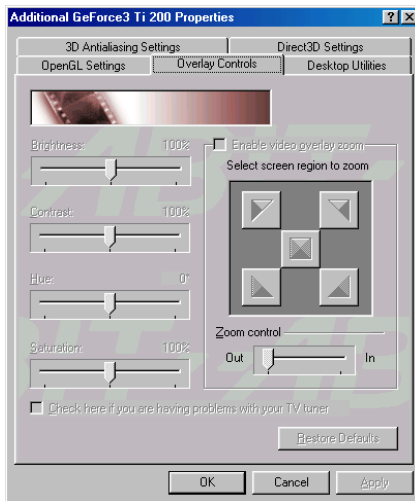 Additional GeForce3 Ti 200 Properties
3D Antialiasing Settings Direct3D Settings
OpenGL Settings Overlay Controls Desktop Utilities
Brightness: 100%
Contrast: 100%
Hue: 0°
Saturation: 100%
Enable video overlay zoom
Select screen region to zoom
Zoom control
Out In
Check here if you are having problems with your TV tuner
Restore Defaults
OK Cancel Apply